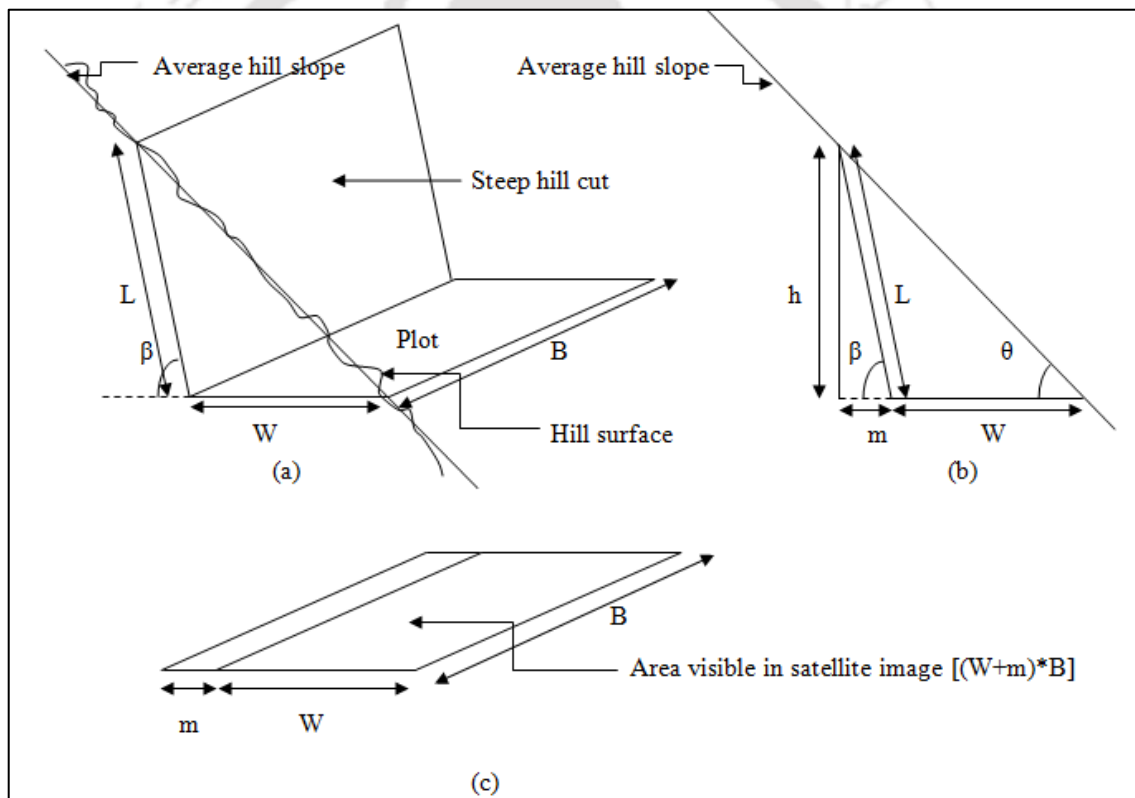 Average hill slope
Steep hill cut
L
β
Plot
B
W
Hill surface
(a)
Average hill slope
h
L
β
θ
m
W
(b)
B
Area visible in satellite image [(W+m)*B]
m
W
(c)